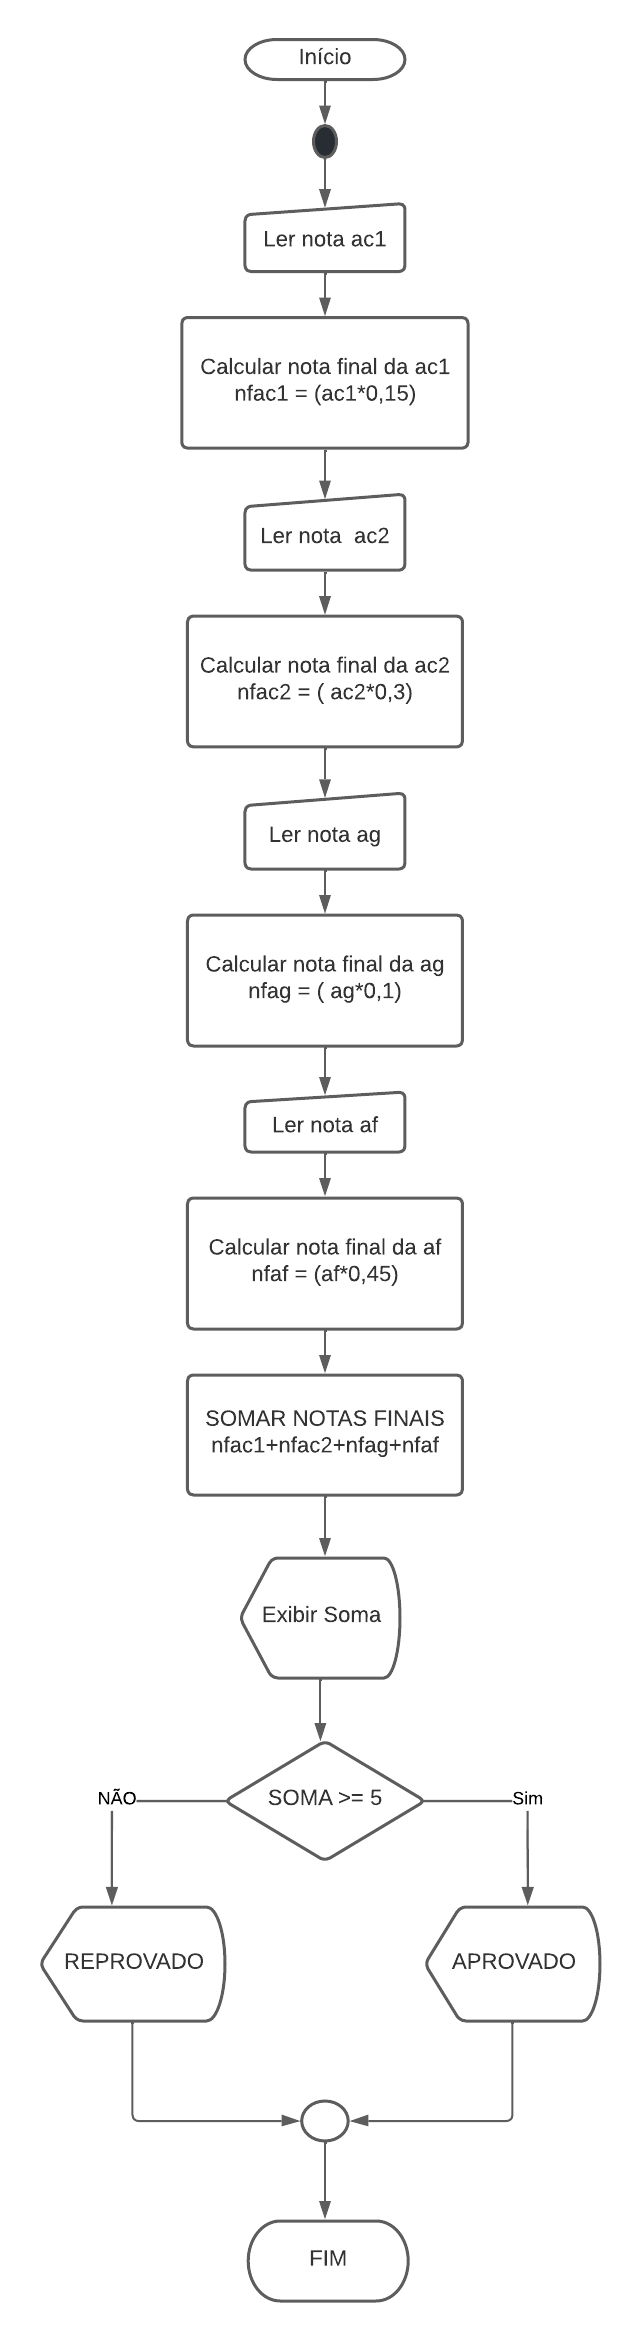 Início
Ler nota ac1
Calcular nota final da ac1
nfac1 = (ac1*0,15)
Ler nota  ac2
Calcular nota final da ac2
nfac2 = ( ac2*0,3)
Ler nota ag
Calcular nota final da ag
nfag = ( ag*0,1)
Ler nota af
Calcular nota final da af
nfaf = (af*0,45)
SOMAR NOTAS FINAIS
nfac1+nfac2+nfag+nfaf
Exibir Soma
SOMA >= 5
NÃO
Sim
REPROVADO
APROVADO
FIM